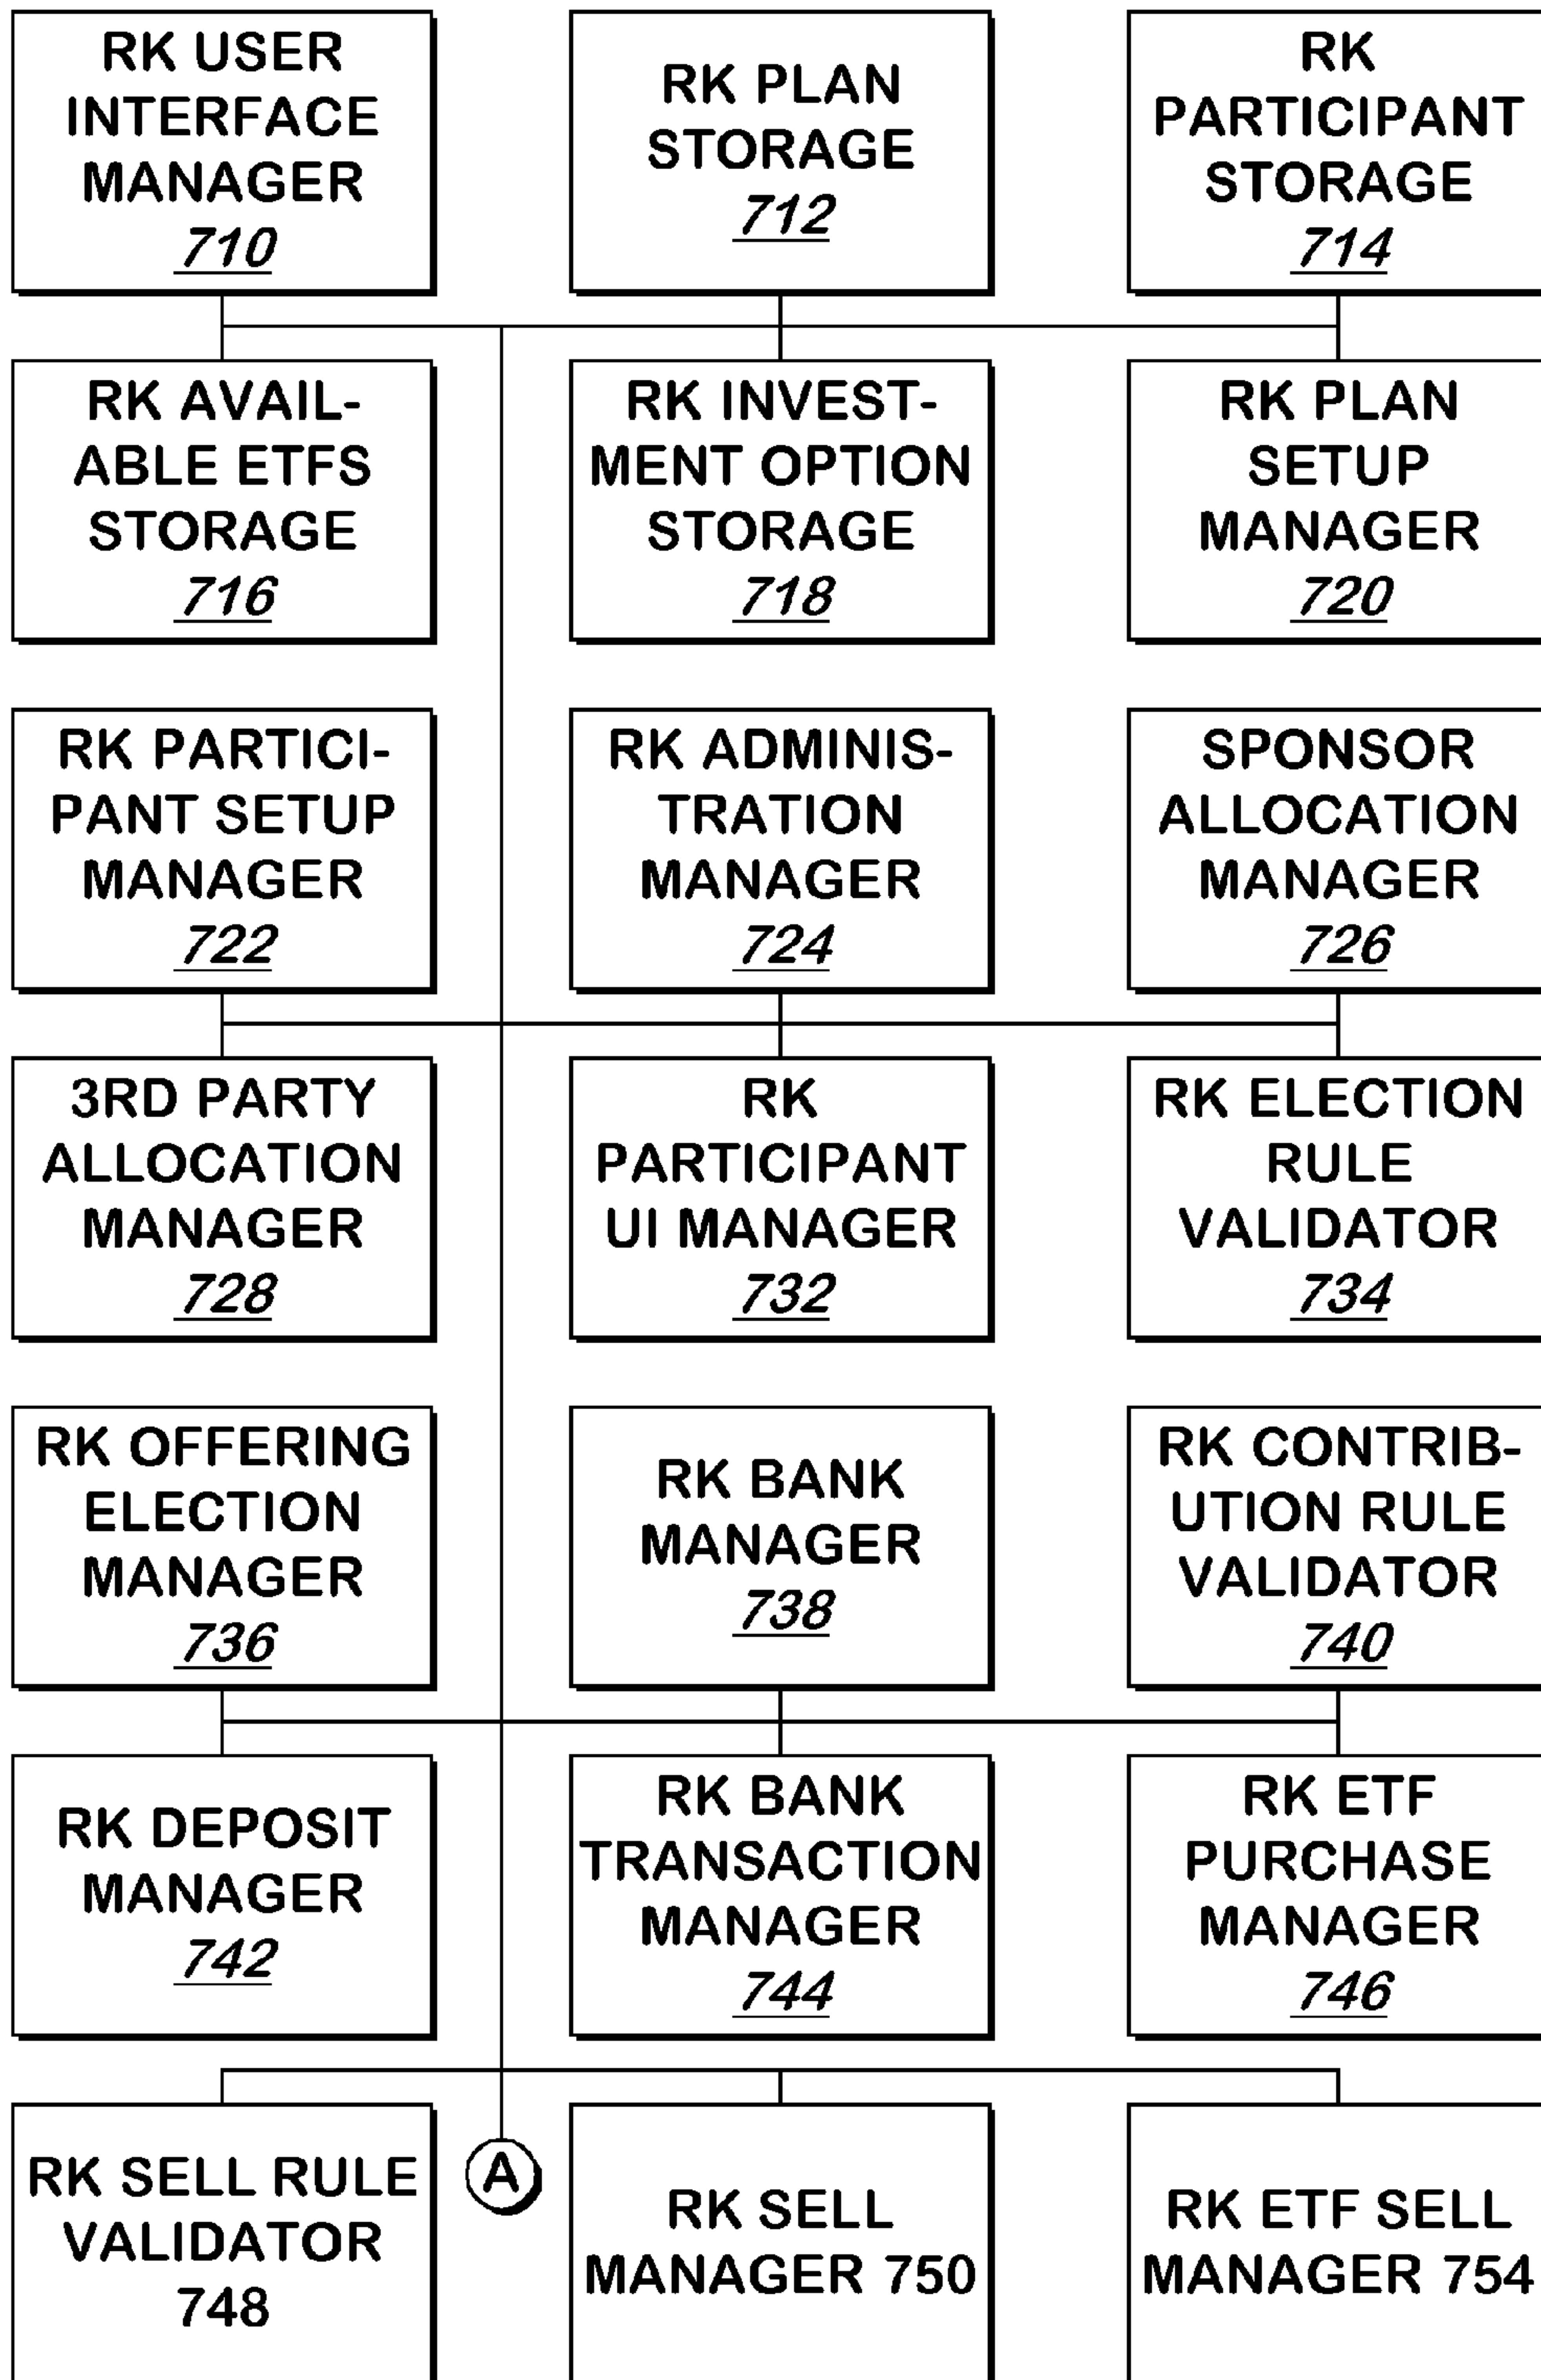 RK USER
INTERFACE
MANAGER
710
RK PLAN
STORAGE
712
RK
PARTICIPANT
STORAGE
714
RK AVAIL-
ABLE ETFS
STORAGE
716
RK INVEST-
MENT OPTION
STORAGE
718
RK PLAN
SETUP
MANAGER
720
RK PARTICI-
PANT SETUP
MANAGER
722
RK ADMINIS-
TRATION
MANAGER
724
SPONSOR
ALLOCATION
MANAGER
726
3RD PARTY
ALLOCATION
MANAGER
728
RK
PARTICIPANT
UI MANAGER
732
RK ELECTION
RULE
VALIDATOR
734
RK OFFERING
ELECTION
MANAGER
736
RK BANK
MANAGER
738
RK CONTRIB-
UTION RULE
VALIDATOR
740
RK DEPOSIT
MANAGER
742
RK BANK
TRANSACTION
MANAGER
744
RK ETF
PURCHASE
MANAGER
746
RK SELL RULE
VALIDATOR
748
A
RK SELL
MANAGER 750
RK ETF SELL
MANAGER 754